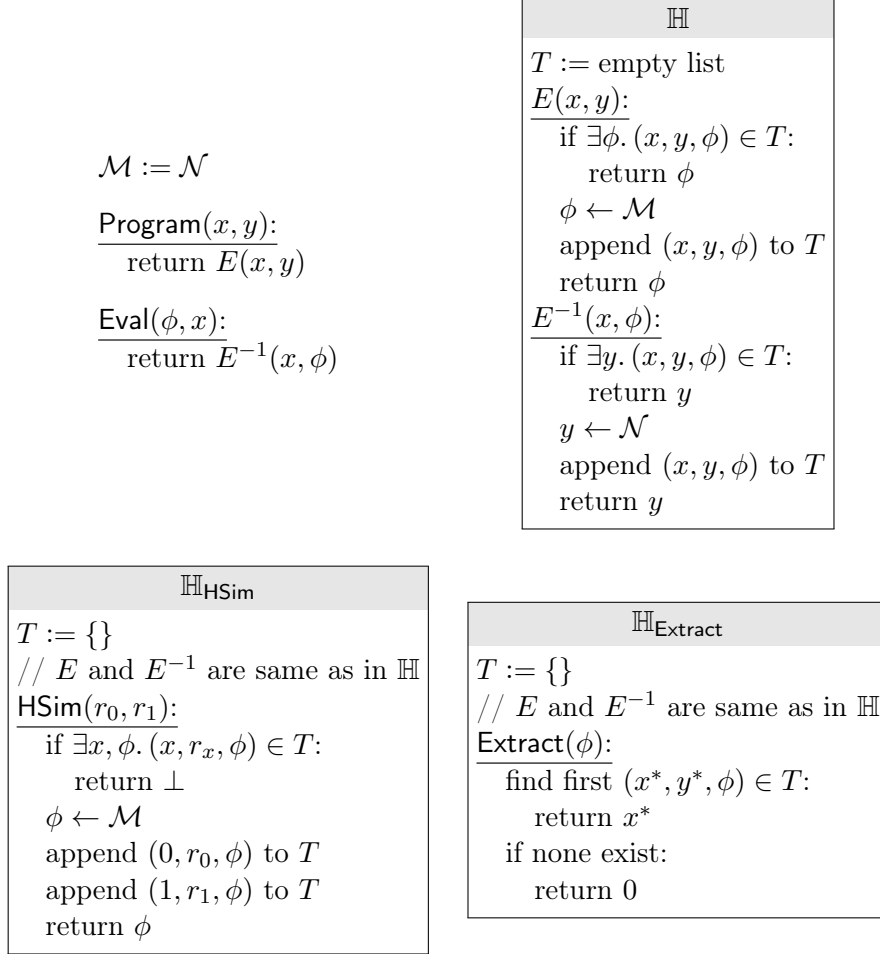 ℳ := 𝒩
Program(x, y):
return E(x, y)
Eval(ϕ, x):
return E⁻¹(x, ϕ)
ℍ
T := empty list
E(x, y):
if ∃ϕ. (x, y, ϕ) ∈ T:
return ϕ
ϕ ← ℳ
append (x, y, ϕ) to T
return ϕ
E⁻¹(x, ϕ):
if ∃y. (x, y, ϕ) ∈ T:
return y
y ← 𝒩
append (x, y, ϕ) to T
return y
ℍ_HSim
T := {}
// E and E⁻¹ are same as in ℍ
HSim(r₀, r₁):
if ∃x, ϕ. (x, rₓ, ϕ) ∈ T:
return ⊥
ϕ ← ℳ
append (0, r₀, ϕ) to T
append (1, r₁, ϕ) to T
return ϕ
ℍ_Extract
T := {}
// E and E⁻¹ are same as in ℍ
Extract(ϕ):
find first (x*, y*, ϕ) ∈ T:
return x*
if none exist:
return 0